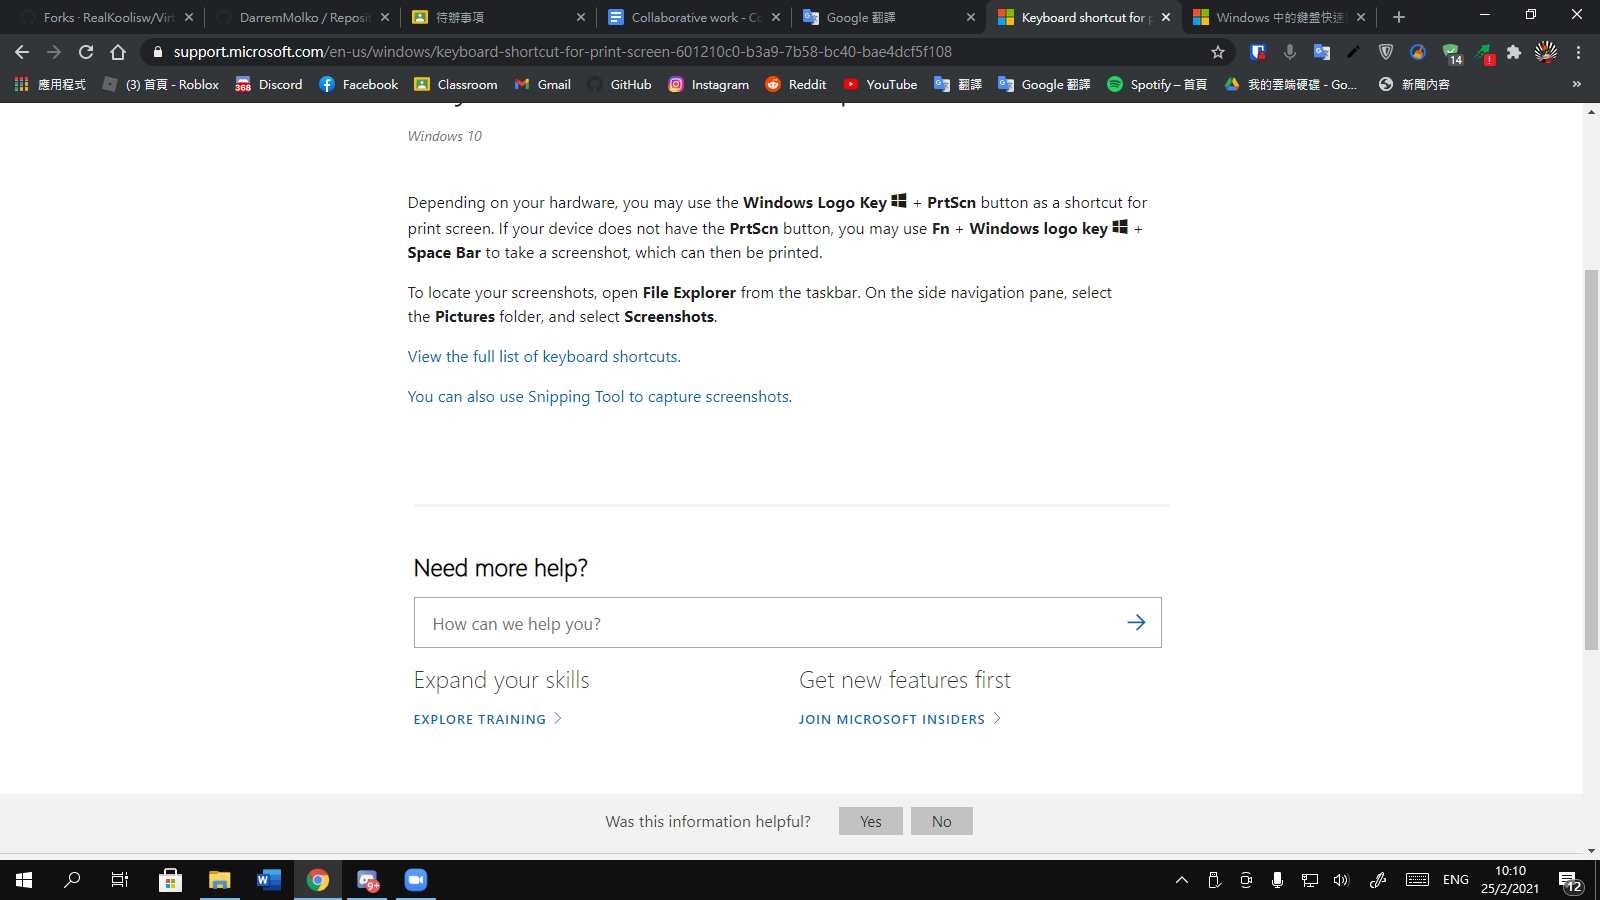 Forks · RealKoolisw/Virt
DarremMolko / Reposit
待辦事項
Collaborative work - Co
Google 翻譯
Keyboard shortcut for p
Windows 中的鍵盤快速
support.microsoft.com/en-us/windows/keyboard-shortcut-for-print-screen-601210c0-b3a9-7b58-bc40-bae4dcf5f108
14
!
應用程式
(3) 首頁 - Roblox
368
Discord
Facebook
Classroom
Gmail
GitHub
Instagram
Reddit
YouTube
翻譯
Google 翻譯
Spotify – 首頁
我的雲端硬碟 - Go...
新聞內容
»
Windows 10
Depending on your hardware, you may use the Windows Logo Key + PrtScn button as a shortcut for
print screen. If your device does not have the PrtScn button, you may use Fn + Windows logo key +
Space Bar to take a screenshot, which can then be printed.
To locate your screenshots, open File Explorer from the taskbar. On the side navigation pane, select
the Pictures folder, and select Screenshots.
View the full list of keyboard shortcuts.
You can also use Snipping Tool to capture screenshots.
Need more help?
How can we help you?
Expand your skills
Get new features first
EXPLORE TRAINING
JOIN MICROSOFT INSIDERS
Was this information helpful?
Yes
No
9+
ENG
10:10
25/2/2021
12